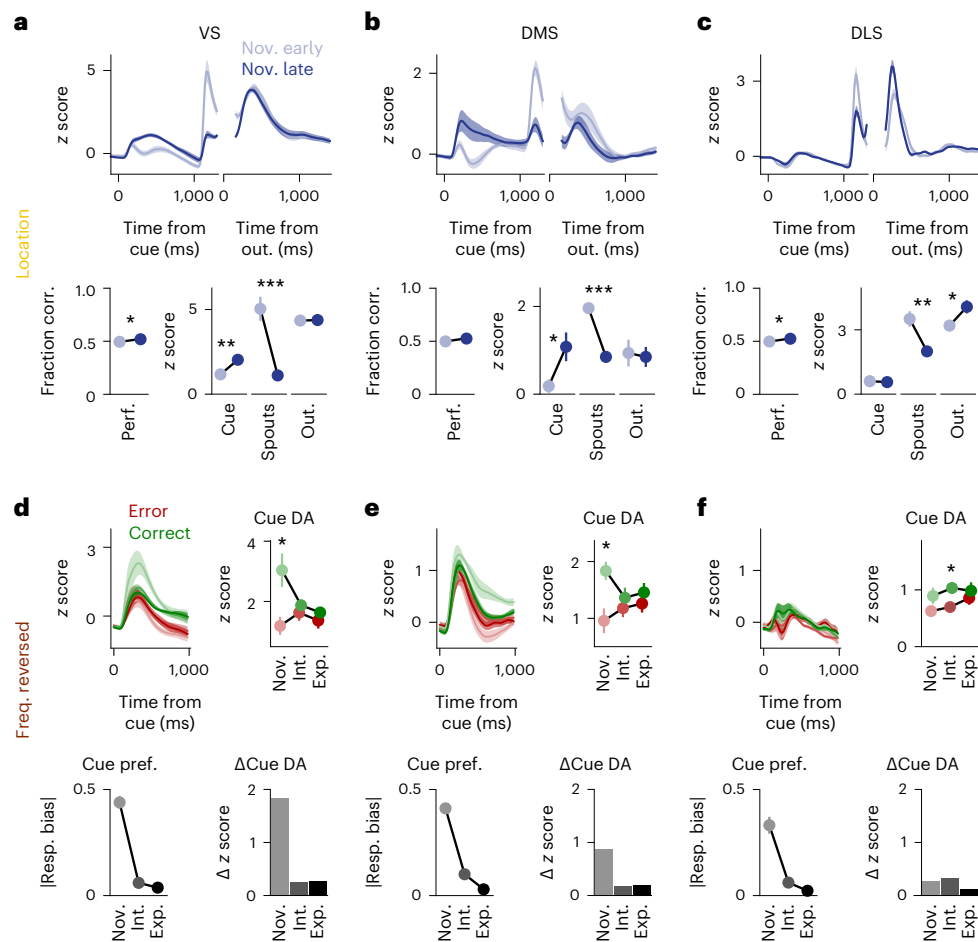 a
VS
Nov. early
Nov. late
z score
5
0
0
1,000
0
1,000
Time from
cue (ms)
Time from
out. (ms)
b
DMS
z score
2
0
0
1,000
0
1,000
Time from
cue (ms)
Time from
out. (ms)
c
DLS
z score
3
0
0
1,000
0
1,000
Time from
cue (ms)
Time from
out. (ms)
Location
Fraction corr.
1.0
0.5
0
*
Perf.
z score
5
0
**
***
Cue
Spouts
Out.
Fraction corr.
1.0
0.5
0
Perf.
z score
2
0
*
***
Cue
Spouts
Out.
Fraction corr.
1.0
0.5
0
*
Perf.
z score
3
0
**
*
Cue
Spouts
Out.
d
Error
Correct
z score
3
0
0
1,000
Time from
cue (ms)
Cue DA
z score
4
2
*
Nov.
Int.
Exp.
e
z score
1
0
0
1,000
Time from
cue (ms)
Cue DA
z score
2
1
*
Nov.
Int.
Exp.
f
z score
1
0
0
1,000
Time from
cue (ms)
Cue DA
z score
1
0
*
Nov.
Int.
Exp.
Freq. reversed
Cue pref.
|Resp. bias|
0.5
0
Nov.
Int.
Exp.
ΔCue DA
Δ z score
2
1
0
Nov.
Int.
Exp.
Cue pref.
|Resp. bias|
0.5
0
Nov.
Int.
Exp.
ΔCue DA
Δ z score
2
1
0
Nov.
Int.
Exp.
Cue pref.
|Resp. bias|
0.5
0
Nov.
Int.
Exp.
ΔCue DA
Δ z score
2
1
0
Nov.
Int.
Exp.